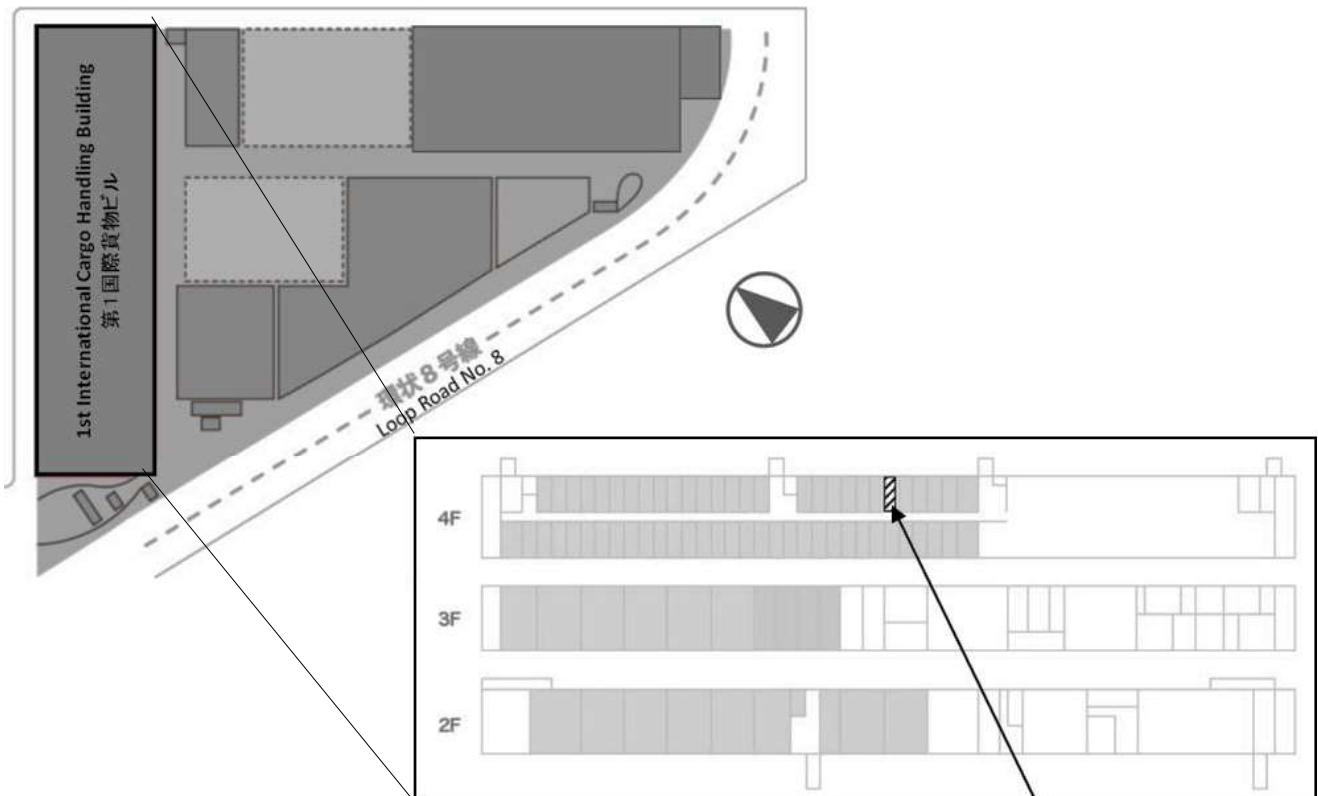 1st International Cargo Handling Building
第1国際貨物ビル
環状8号線
Loop Road No. 8
4F
3F
2F